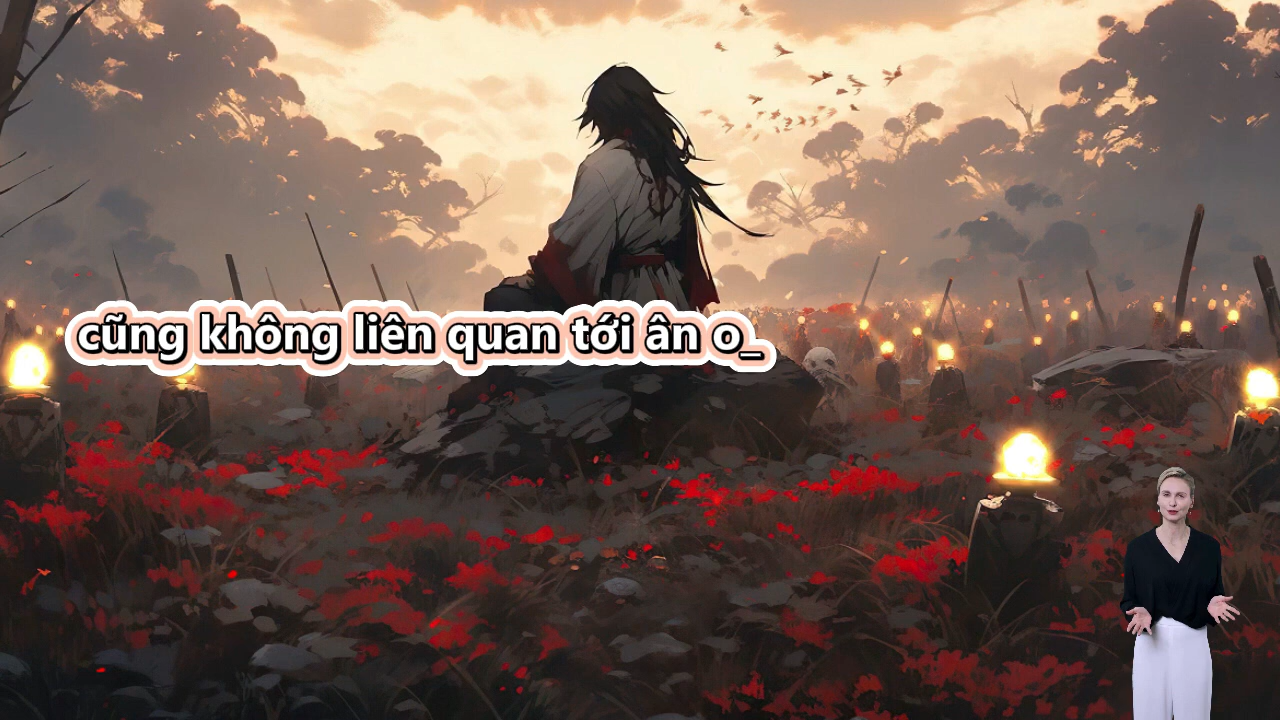 cũng không liên quan tới ân o_